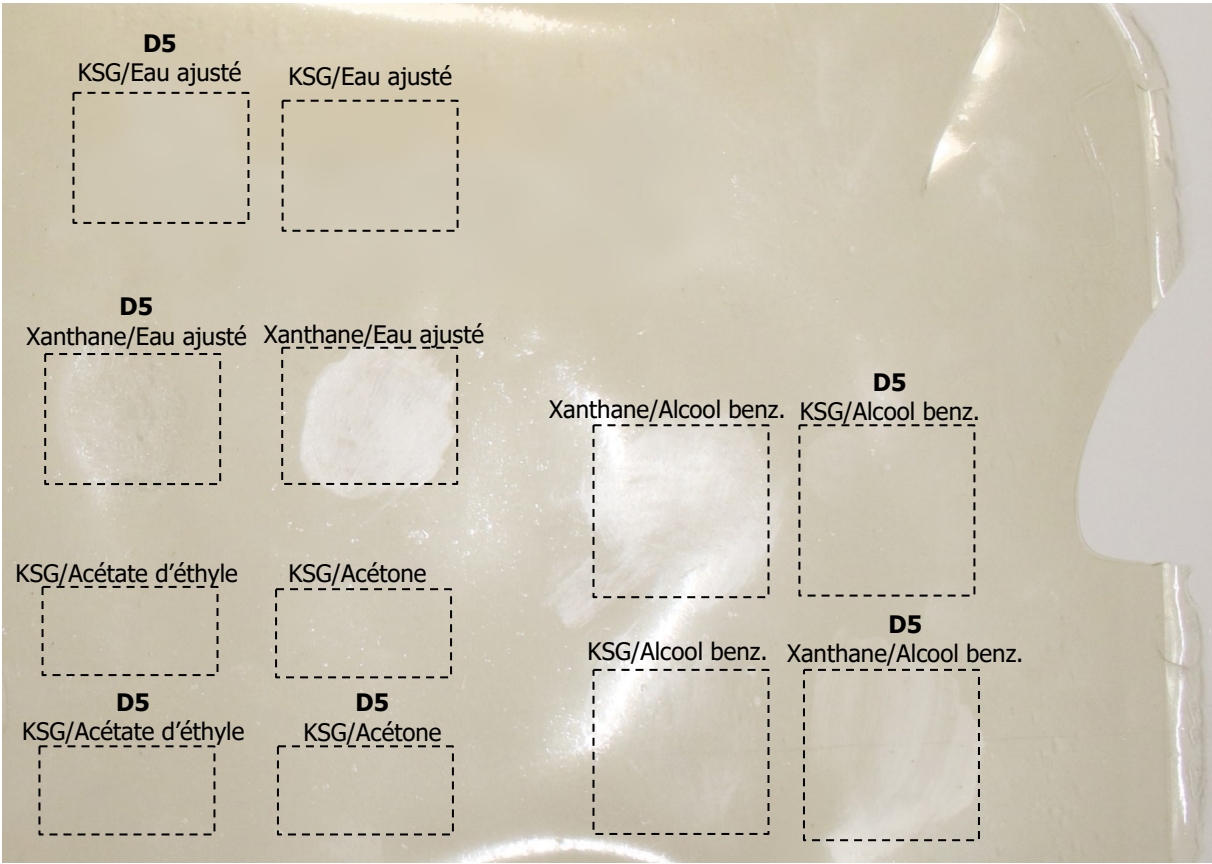 D5
KSG/Eau ajusté
KSG/Eau ajusté
D5
Xanthane/Eau ajusté
Xanthane/Eau ajusté
Xanthane/Alcool benz.
D5
KSG/Alcool benz.
KSG/Acétate d'éthyle
KSG/Acétone
KSG/Alcool benz.
D5
Xanthane/Alcool benz.
D5
KSG/Acétate d'éthyle
D5
KSG/Acétone